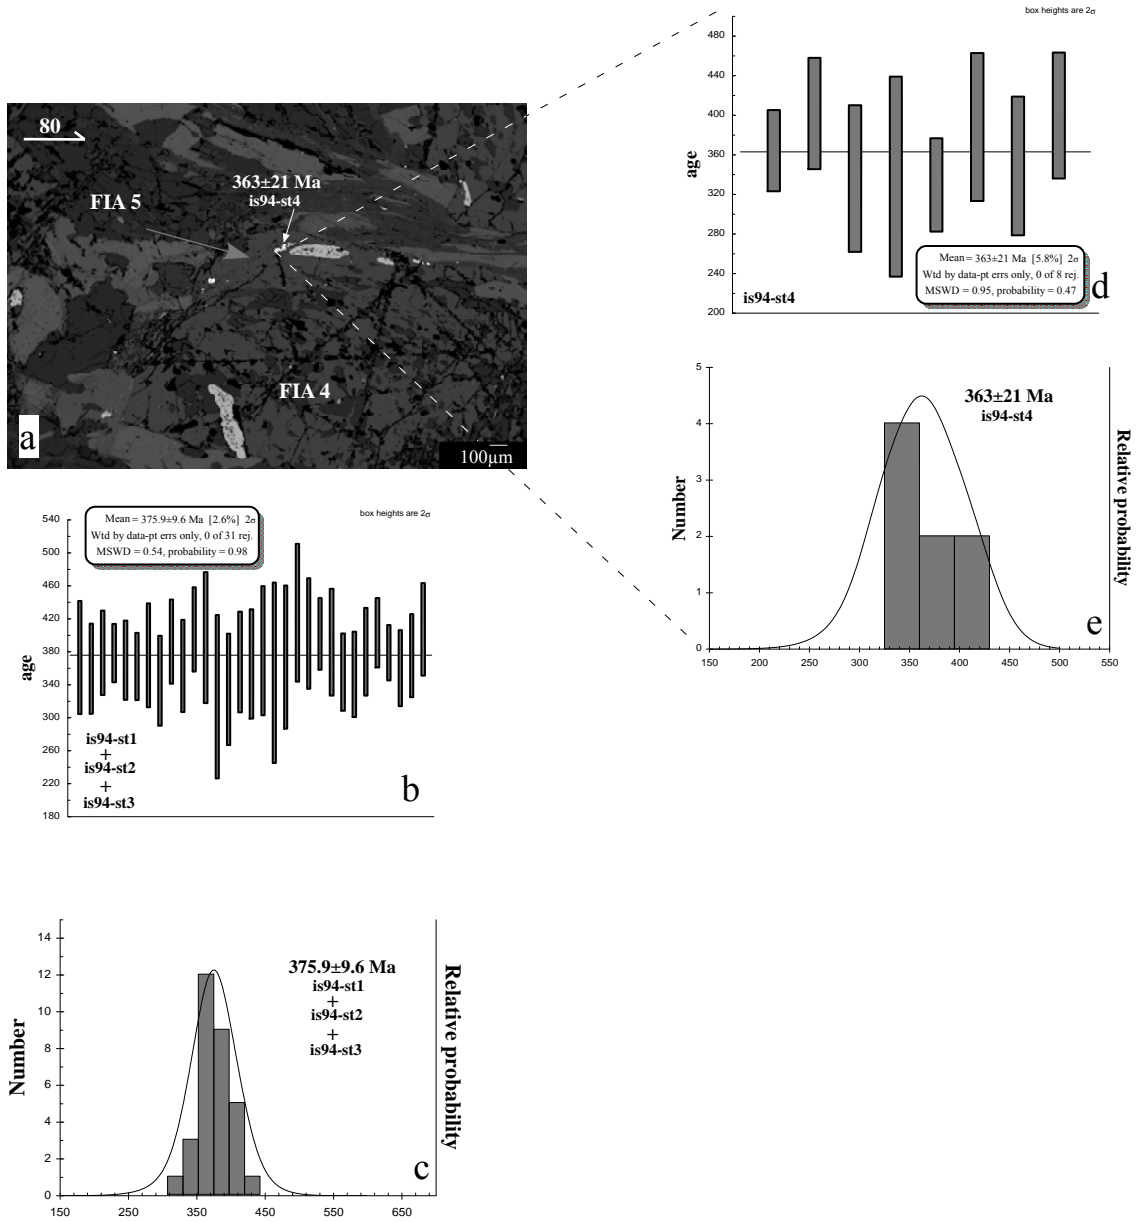 box heights are 2σ
480
440
400
360
320
280
240
200
age
Mean = 363±21 Ma [5.8%] 2σ
Wtd by data-pt errs only, 0 of 8 rej.
MSWD = 0.95, probability = 0.47
is94-st4
d
80
363±21 Ma
is94-st4
FIA 5
FIA 4
a
100µm
5
4
3
2
1
0
Number
363±21 Ma
is94-st4
Relative probability
e
150
200
250
300
350
400
450
500
550
box heights are 2σ
540
500
460
420
380
340
300
260
220
180
age
Mean = 375.9±9.6 Ma [2.6%] 2σ
Wtd by data-pt errs only, 0 of 31 rej.
MSWD = 0.54, probability = 0.98
is94-st1
+
is94-st2
+
is94-st3
b
14
12
10
8
6
4
2
0
Number
375.9±9.6 Ma
is94-st1
+
is94-st2
+
is94-st3
Relative probability
c
150
250
350
450
550
650